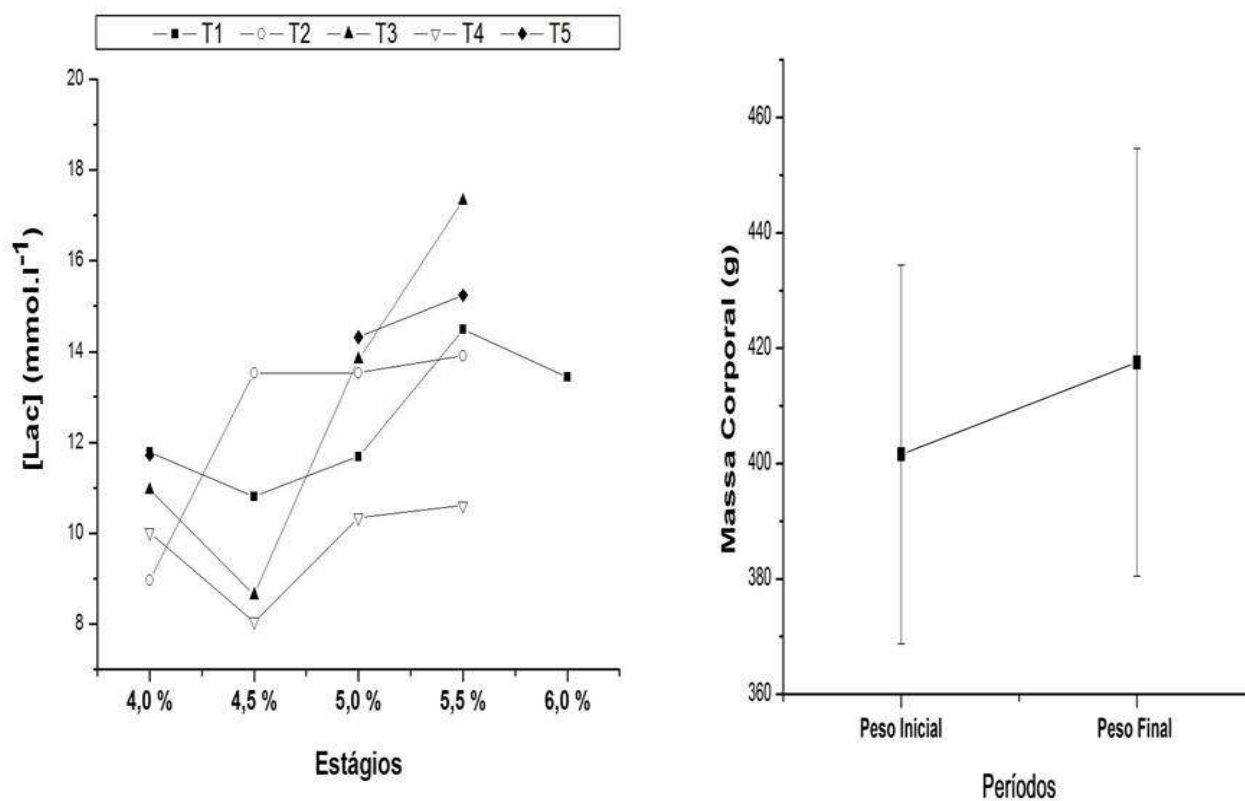 T1 T2 T3 T4 T5
[Lac] (mmol.l⁻¹)
20
18
16
14
12
10
8
4,0 % 4,5 % 5,0 % 5,5 % 6,0 %
Estágios
Massa Corporal (g)
460
440
420
400
380
360
Peso Inicial Peso Final
Períodos